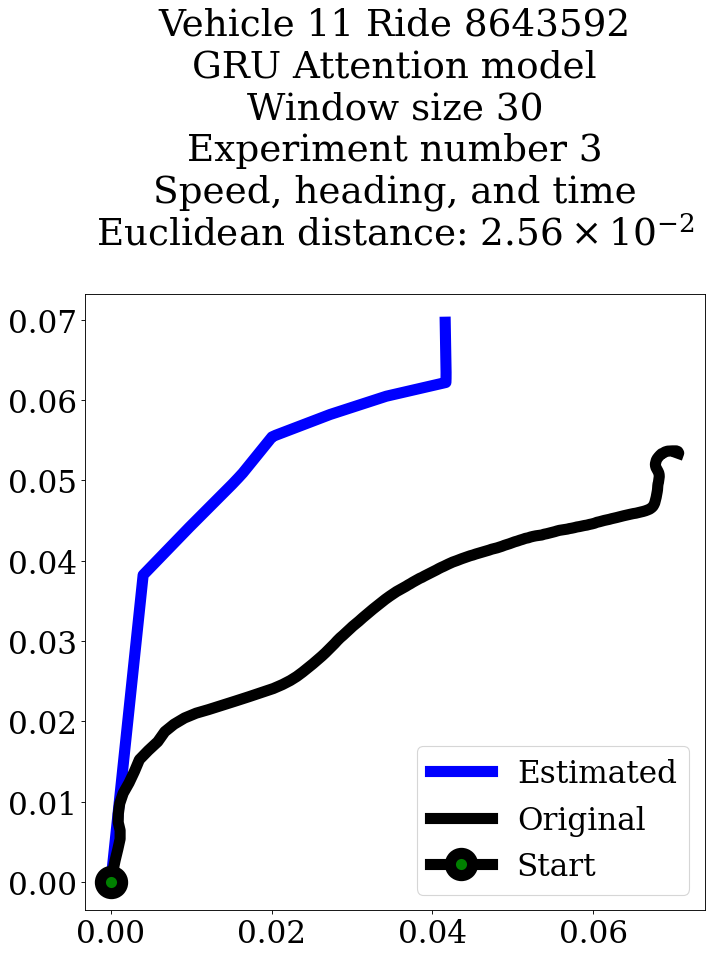 Vehicle 11 Ride 8643592
GRU Attention model
Window size 30
Experiment number 3
Speed, heading, and time
Euclidean distance: 2.56 × 10⁻²
0.07
0.06
0.05
0.04
0.03
0.02
0.01
0.00
Estimated
Original
Start
0.00 0.02 0.04 0.06